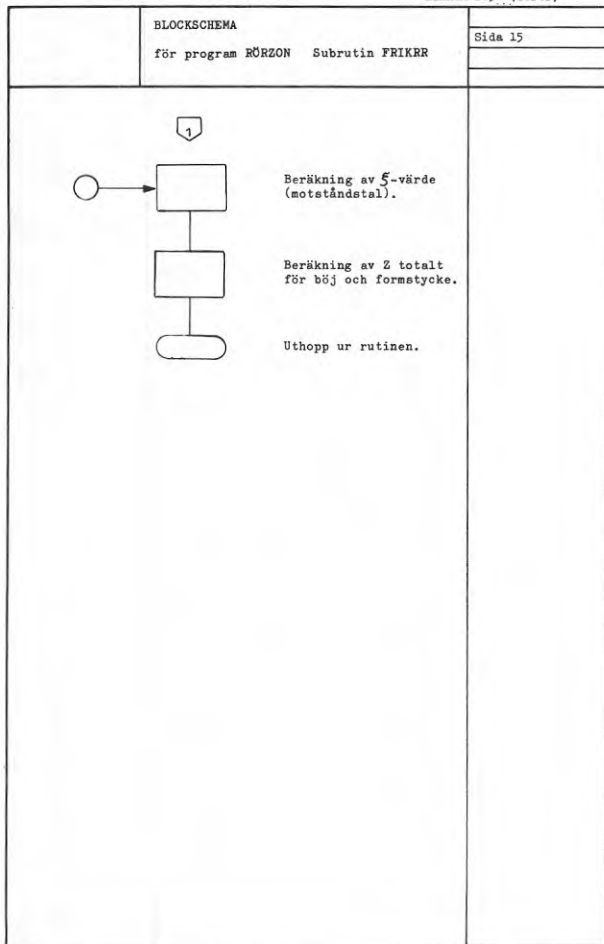 BLOCKSCHEMA
för program RÖRZON Subrutin FRIKRR
Sida 15
1
Beräkning av ζ-värde
(motståndstal).
Beräkning av Z totalt
för böj och formstycke.
Uthopp ur rutinen.